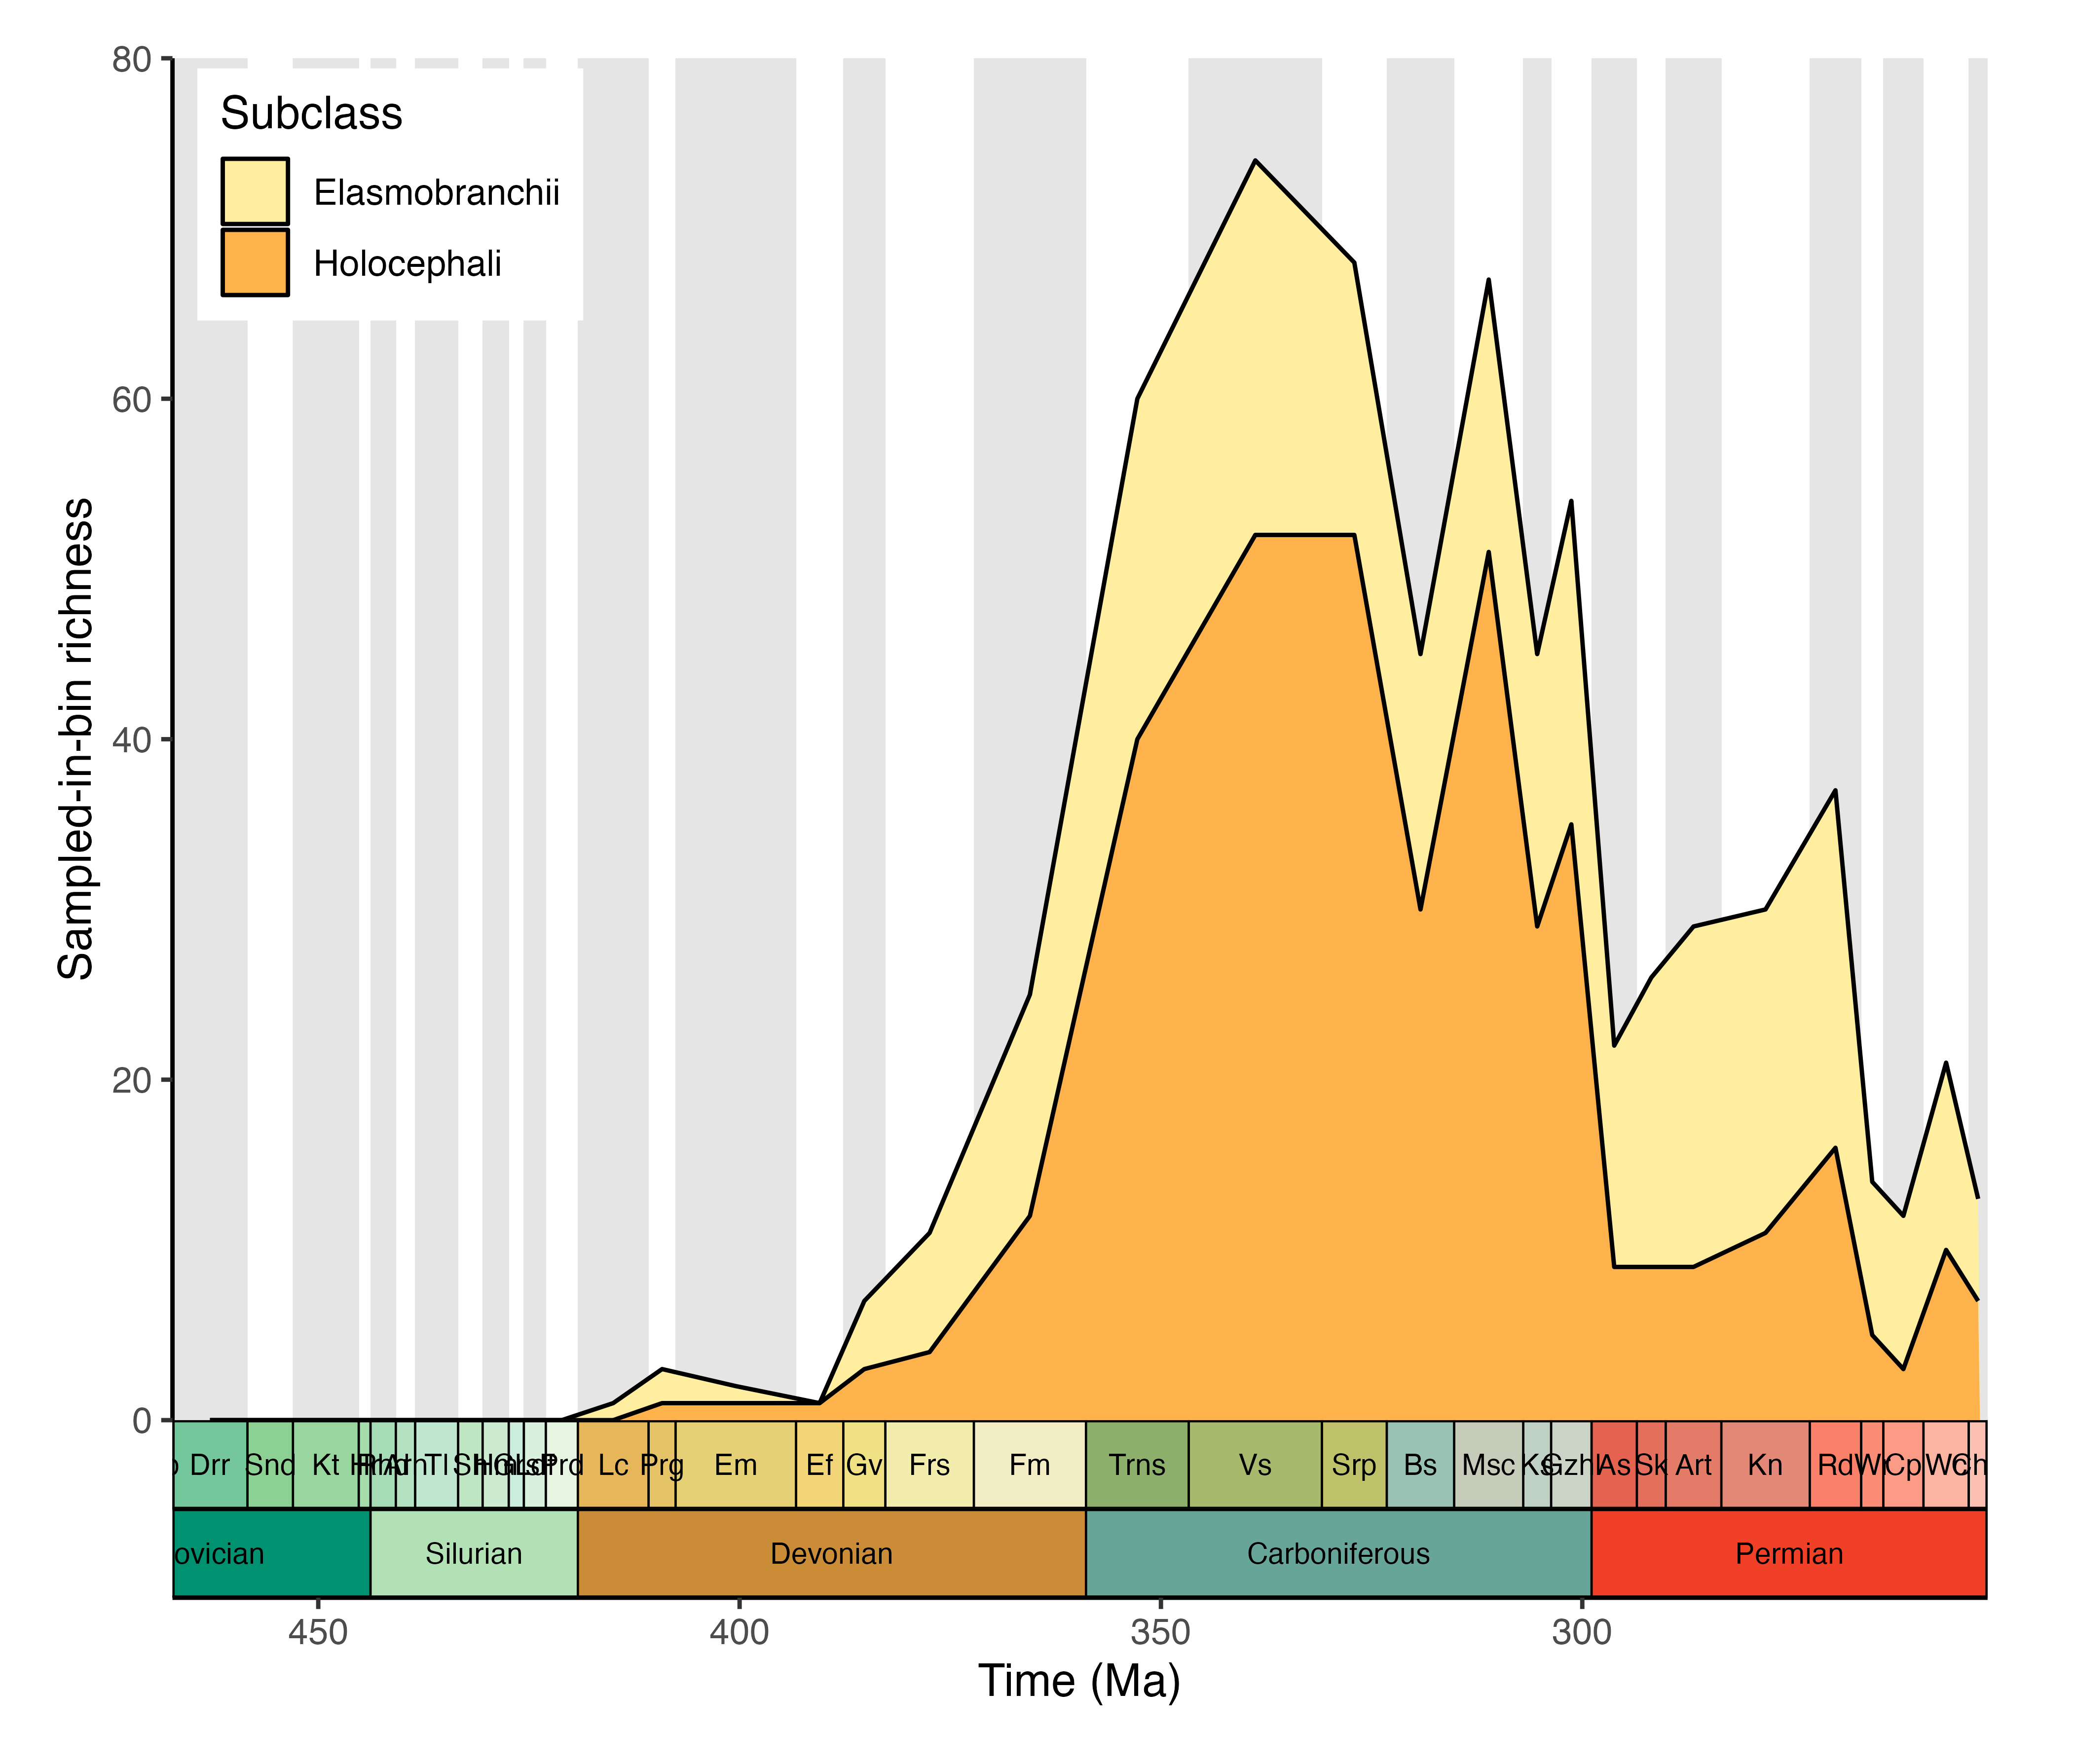 80
60
40
20
0
Sampled-in-bin richness
Subclass
Elasmobranchii
Holocephali
Drr Snd Kt Tl Prd Lc Prg Em Ef Gv Frs Fm Trns Vs Srp Bs Msc Gzh As Sk Art Kn Rd Cp
ovician Silurian Devonian Carboniferous Permian
450 400 350 300
Time (Ma)